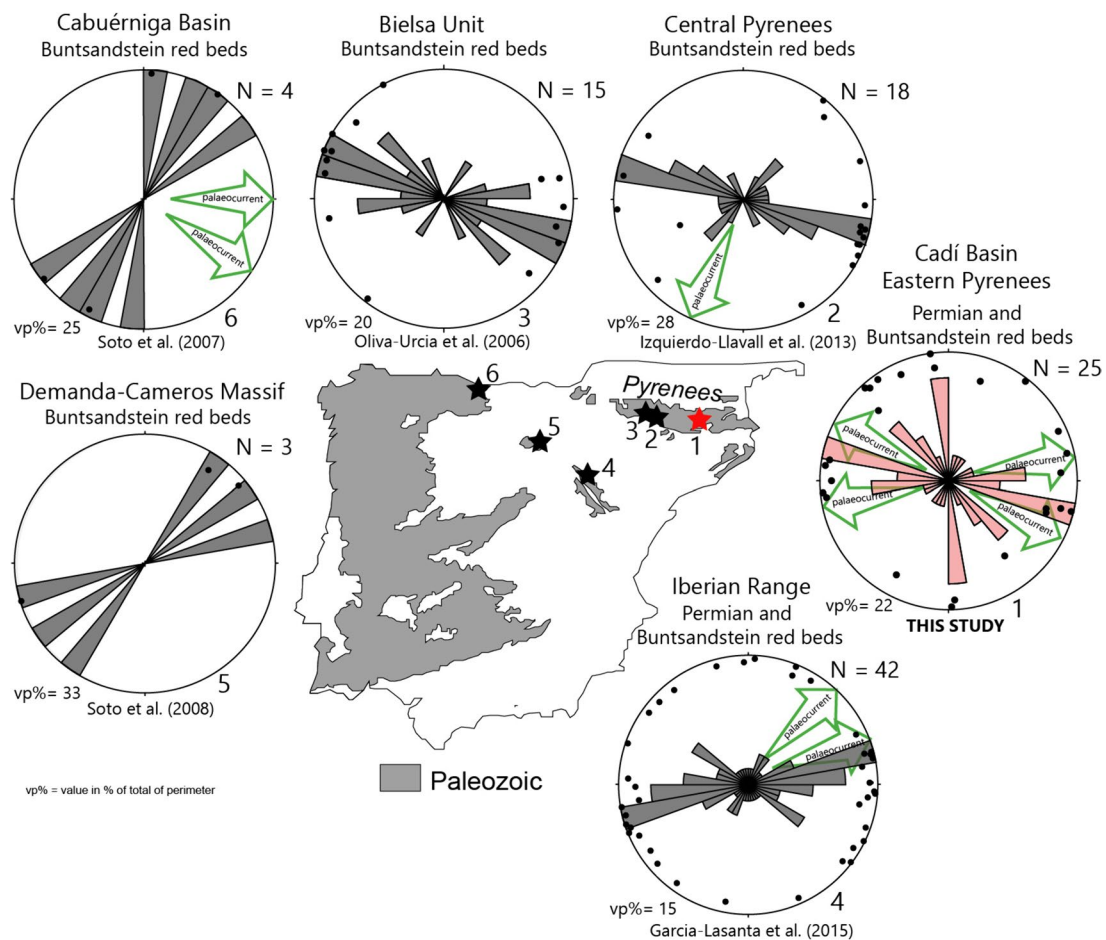 Cabuérniga Basin
Buntsandstein red beds
N = 4
palaeocurrent
palaeocurrent
6
vp%= 25
Soto et al. (2007)
Bielsa Unit
Buntsandstein red beds
N = 15
3
vp%= 20
Oliva-Urcia et al. (2006)
Central Pyrenees
Buntsandstein red beds
N = 18
palaeocurrent
2
vp%= 28
Izquierdo-Llavall et al. (2013)
Cadí Basin
Eastern Pyrenees
Permian and
Buntsandstein red beds
N = 25
palaeocurrent
palaeocurrent
palaeocurrent
palaeocurrent
vp%= 22
1
THIS STUDY
Demanda-Cameros Massif
Buntsandstein red beds
N = 3
5
vp%= 33
Soto et al. (2008)
6
Pyrenees
5
3
2
1
4
Iberian Range
Permian and
Buntsandstein red beds
N = 42
palaeocurrent
palaeocurrent
4
vp%= 15
Garcia-Lasanta et al. (2015)
Paleozoic
vp% = value in % of total of perimeter